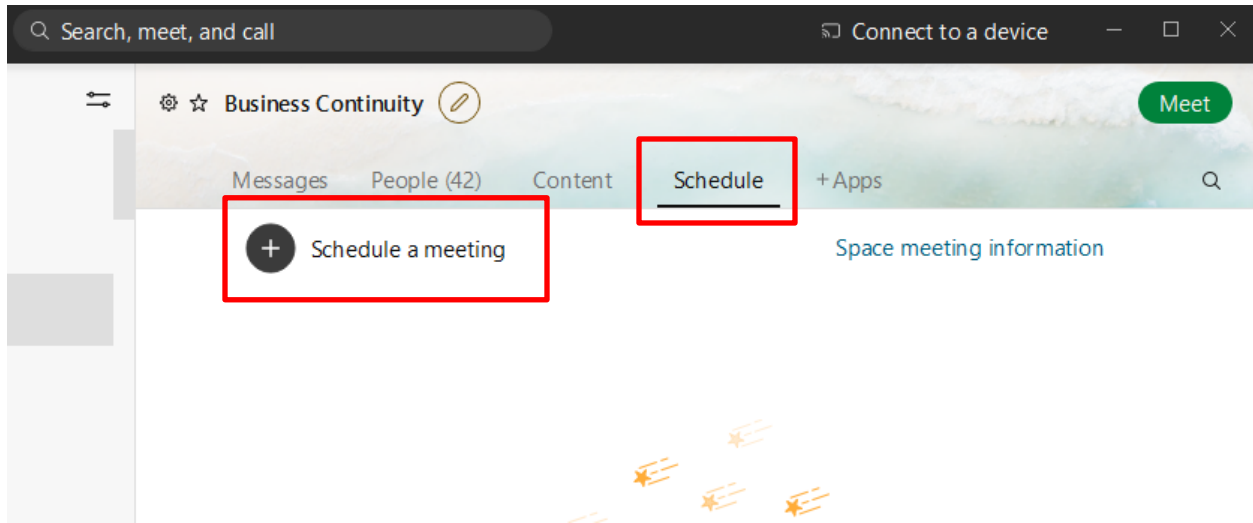 Search, meet, and call
Connect to a device
Business Continuity
Meet
Messages People (42) Content Schedule +Apps
Schedule a meeting
Space meeting information